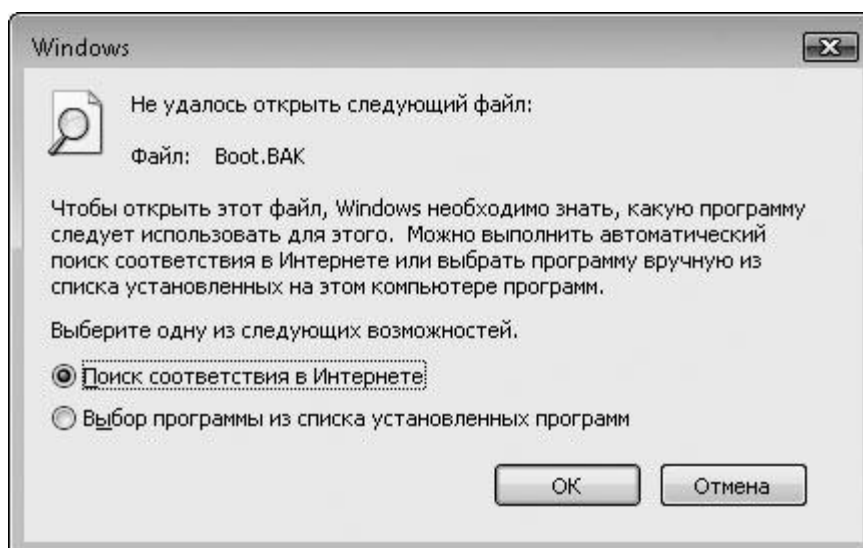 Windows
Не удалось открыть следующий файл:
Файл: Boot.BAK
Чтобы открыть этот файл, Windows необходимо знать, какую программу
следует использовать для этого. Можно выполнить автоматический
поиск соответствия в Интернете или выбрать программу вручную из
списка установленных на этом компьютере программ.
Выберите одну из следующих возможностей.
Поиск соответствия в Интернете
Выбор программы из списка установленных программ
ОК Отмена